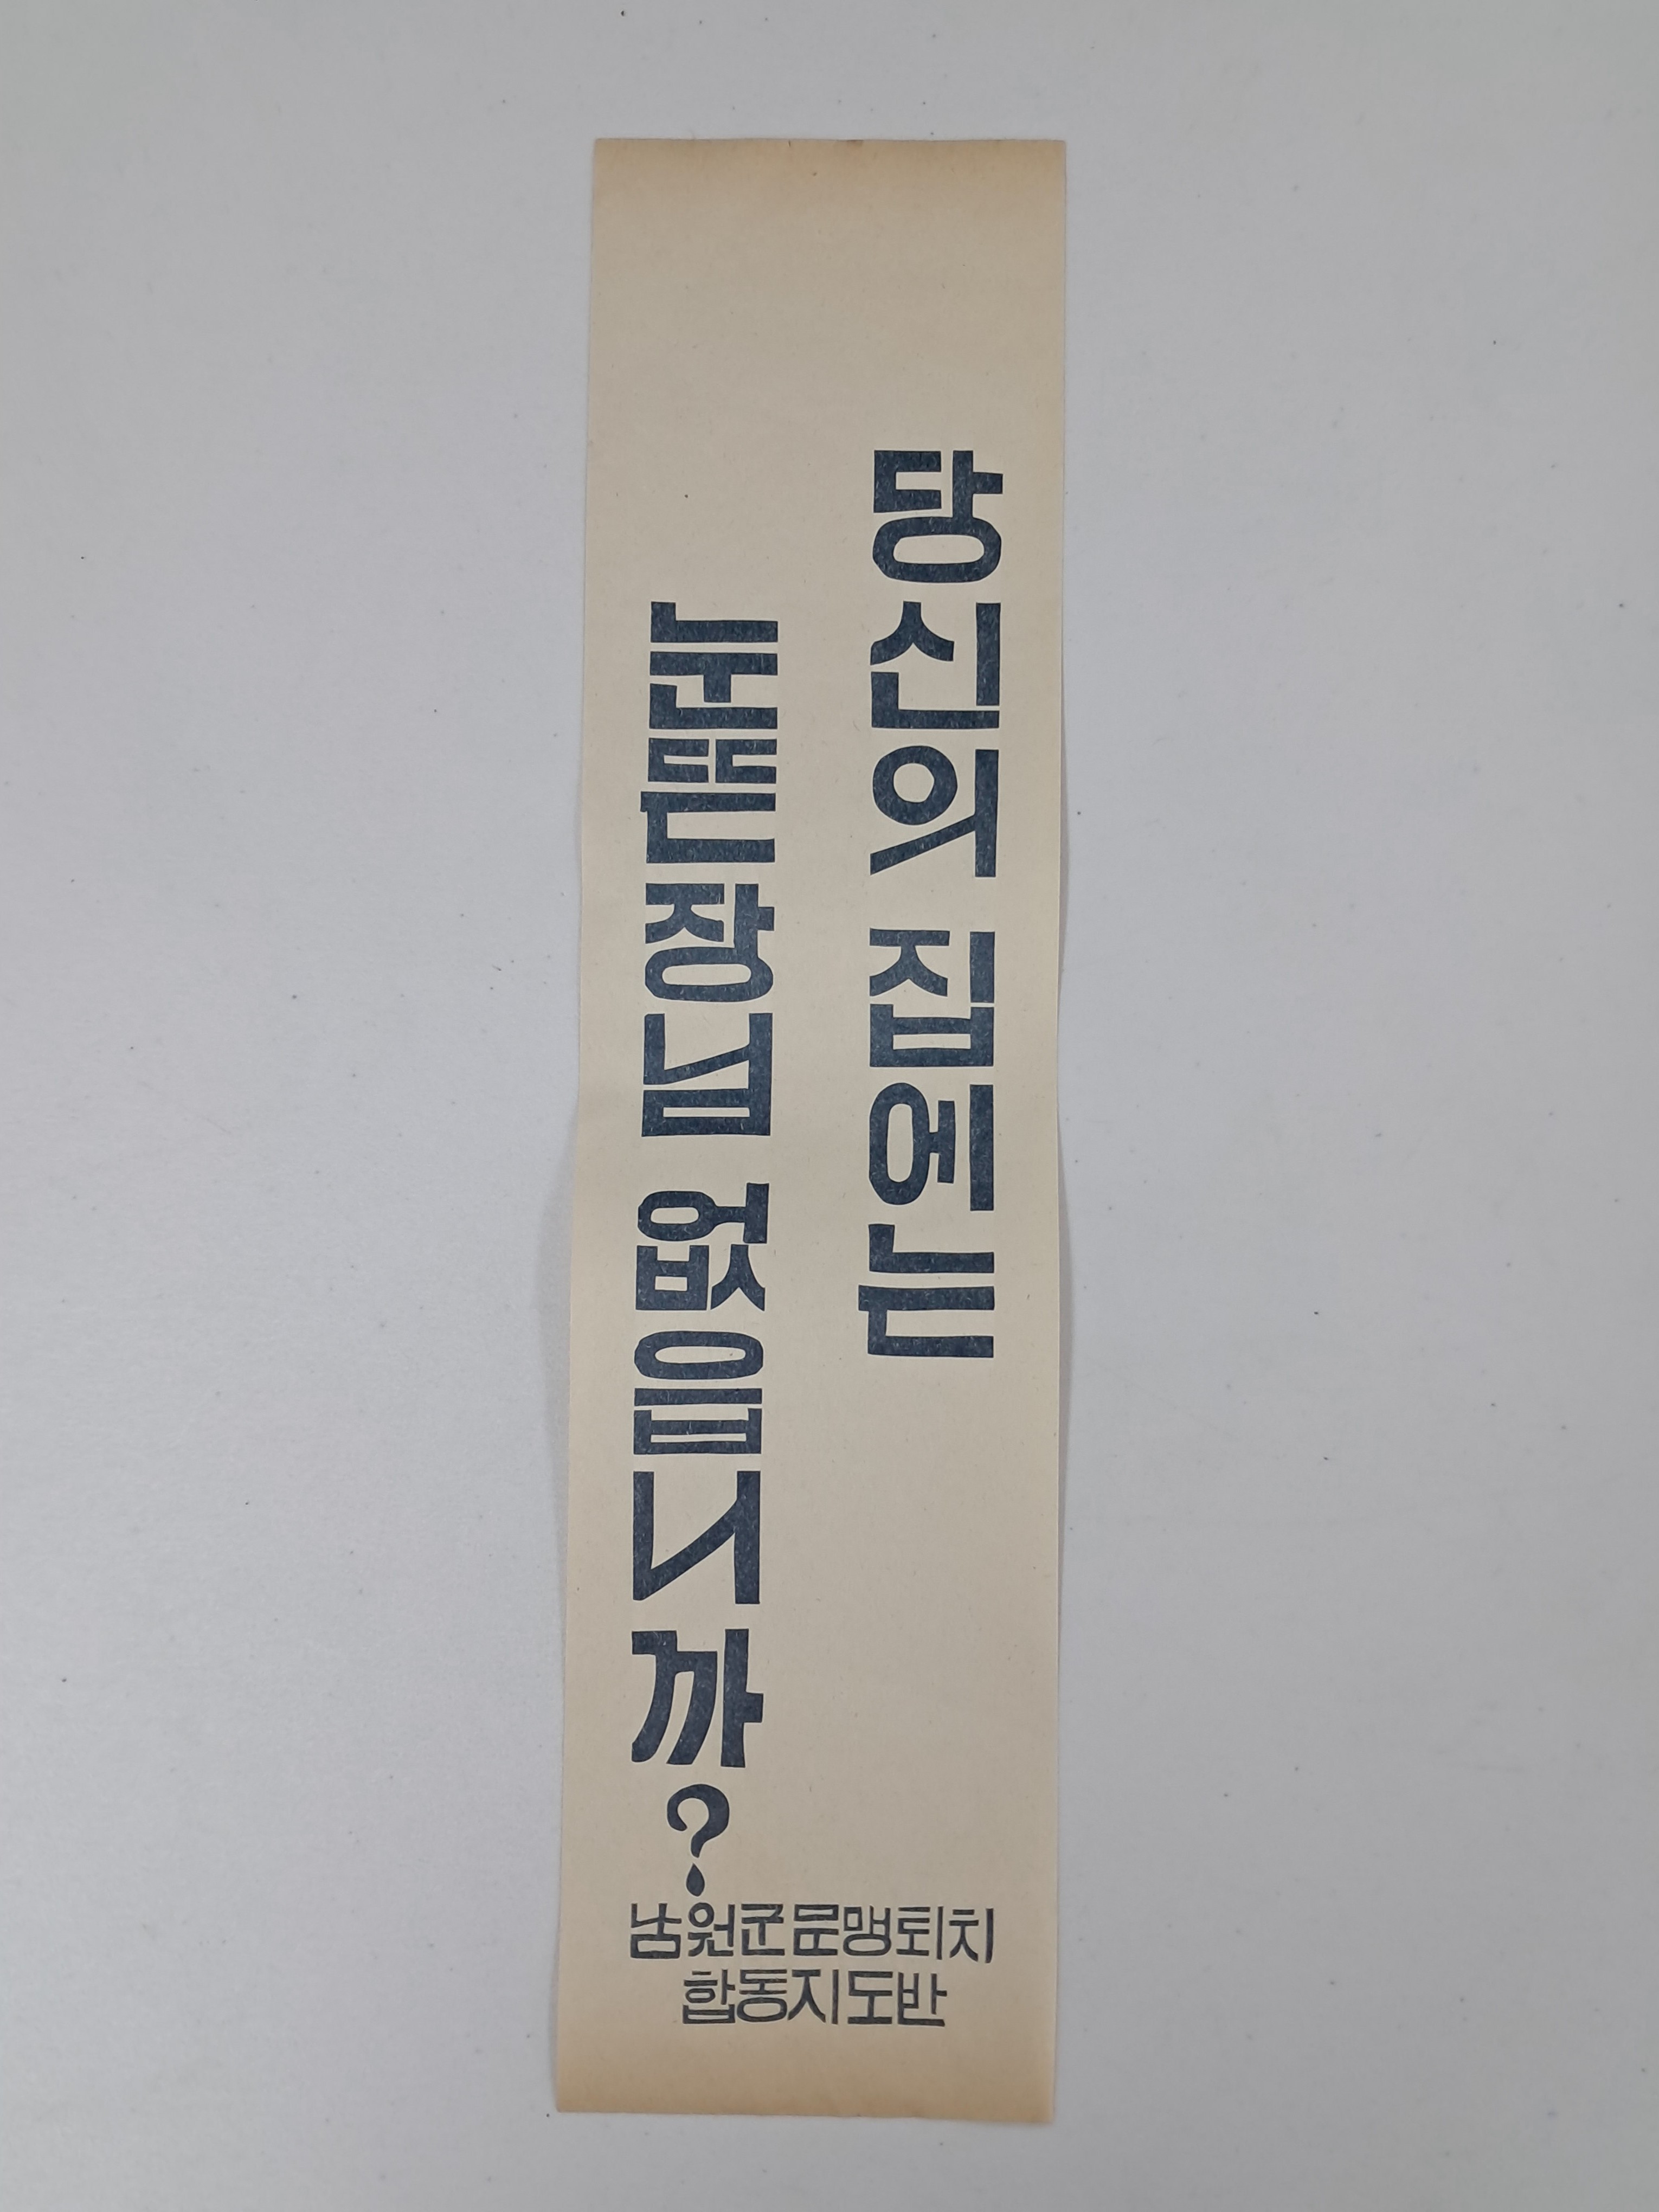 당신의 집에는
눈뜬장님 없읍니까?
남원군문맹퇴치
합동지도반